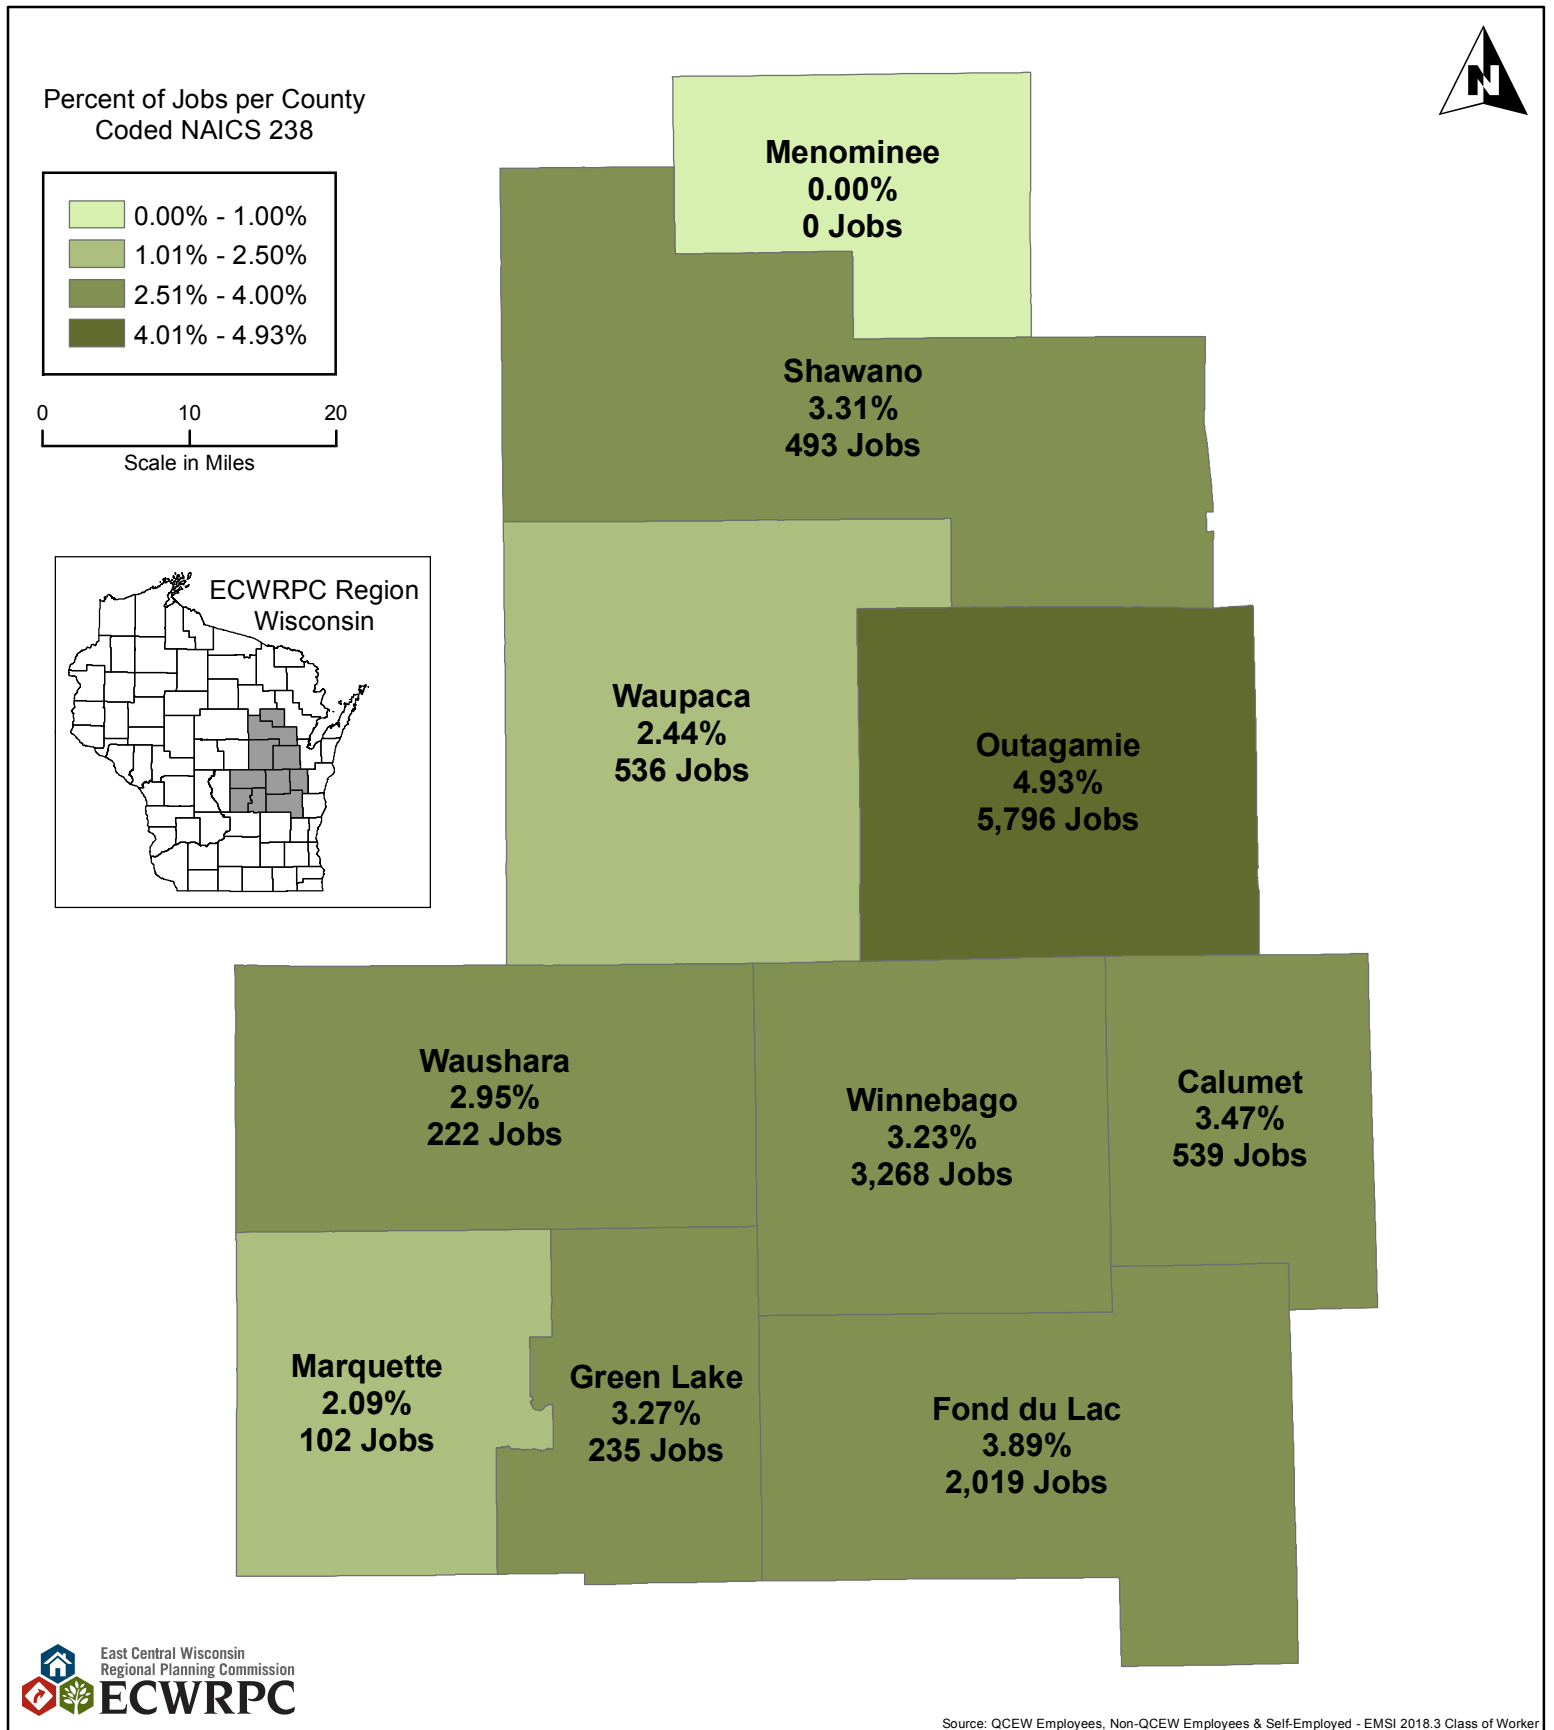 Percent of Jobs per County
Coded NAICS 238
0.00% - 1.00%
1.01% - 2.50%
2.51% - 4.00%
4.01% - 4.93%
0 10 20
Scale in Miles
N
ECWRPC Region
Wisconsin
Menominee
0.00%
0 Jobs
Shawano
3.31%
493 Jobs
Waupaca
2.44%
536 Jobs
Outagamie
4.93%
5,796 Jobs
Waushara
2.95%
222 Jobs
Winnebago
3.23%
3,268 Jobs
Calumet
3.47%
539 Jobs
Marquette
2.09%
102 Jobs
Green Lake
3.27%
235 Jobs
Fond du Lac
3.89%
2,019 Jobs
East Central Wisconsin
Regional Planning Commission
ECWRPC
Source: QCEW Employees, Non-QCEW Employees & Self-Employed - EMSI 2018.3 Class of Worker